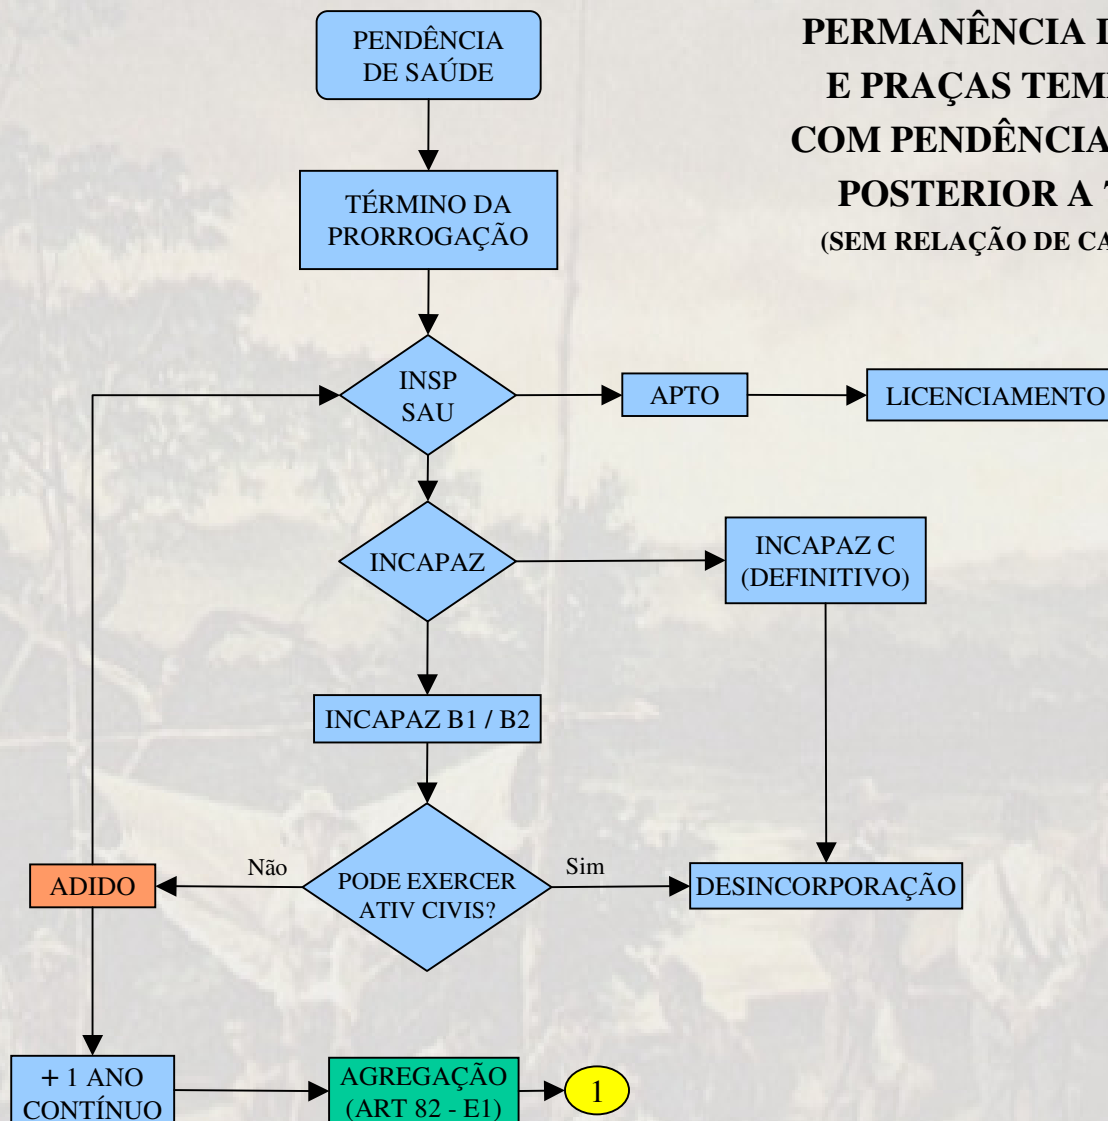 PENDÊNCIA
DE SAÚDE
PERMANÊNCIA
E PRAÇAS
COM PENDÊNCIA
POSTERIOR A
(SEM RELAÇÃO DE
TÉRMINO DA
PRORROGAÇÃO
INSP
SAU
APTO
LICENCIAMENTO
INCAPAZ
INCAPAZ C
(DEFINITIVO)
INCAPAZ B1 / B2
PODE EXERCER
ATIV CIVIS?
Não
Sim
ADIDO
DESINCORPORAÇÃO
+ 1 ANO
CONTÍNUO
AGREGAÇÃO
(ART 82 - E1)
1